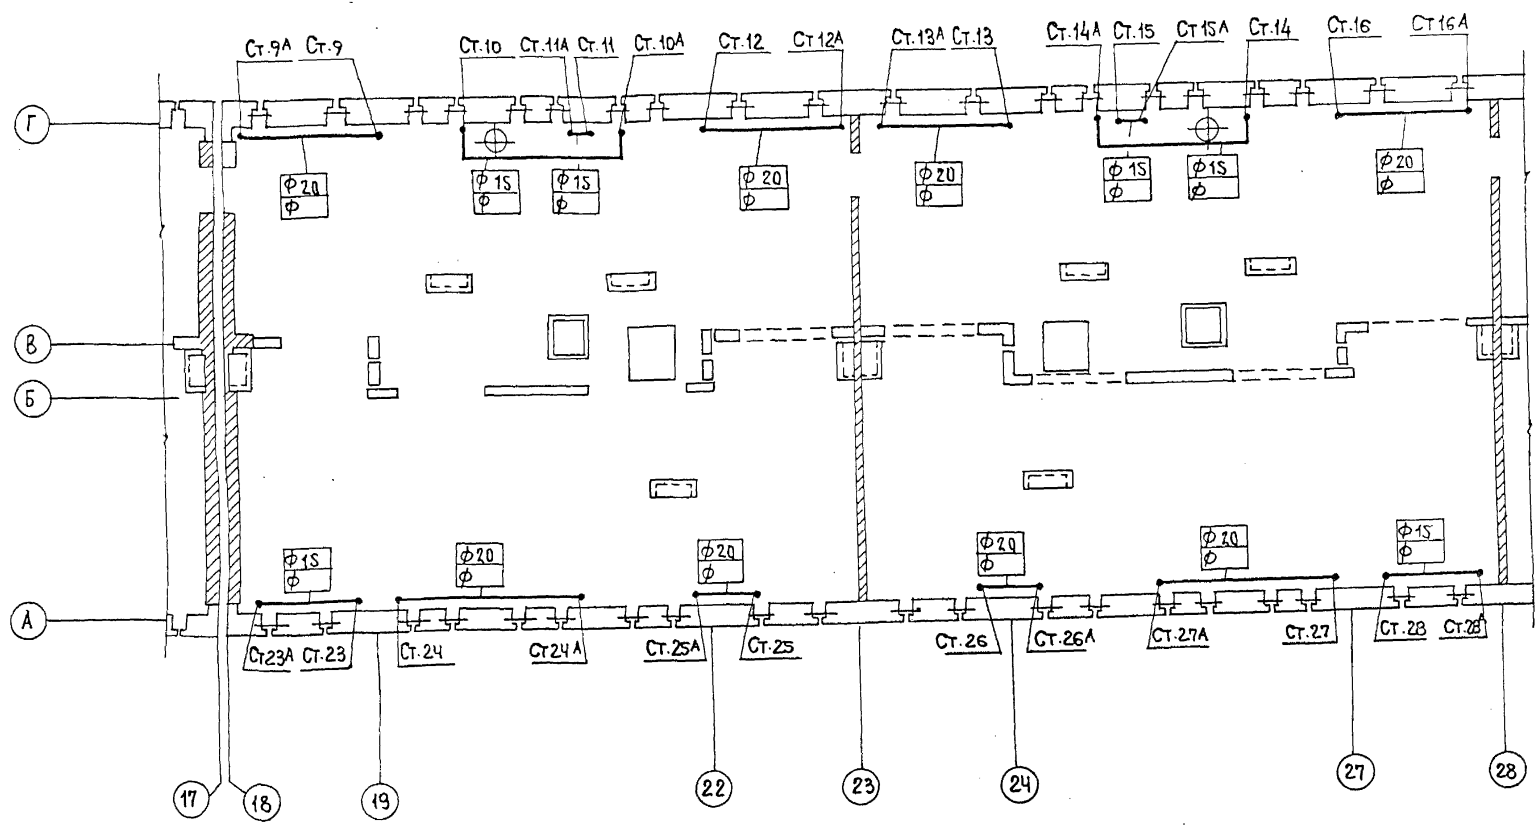 Ст.9А Ст.9 Ст.10 Ст.11А Ст.11 Ст.10А Ст.12 Ст12А Ст.13А Ст.13 Ст.14А Ст.15 Ст15А Ст.14 Ст.16 Ст16А
Г
ф20 ф15 ф15 ф20 ф20 ф15 ф15 ф20
ф ф ф ф ф ф ф ф
В
Б
ф15 ф20 ф20 ф20 ф20 ф15
ф ф ф ф ф ф
А
Ст23А Ст.23 Ст.24 Ст24А Ст.25А Ст.25 Ст.26 Ст.26А Ст.27А Ст.27 Ст.28 Ст.28А
17 18 19 22 23 24 27 28